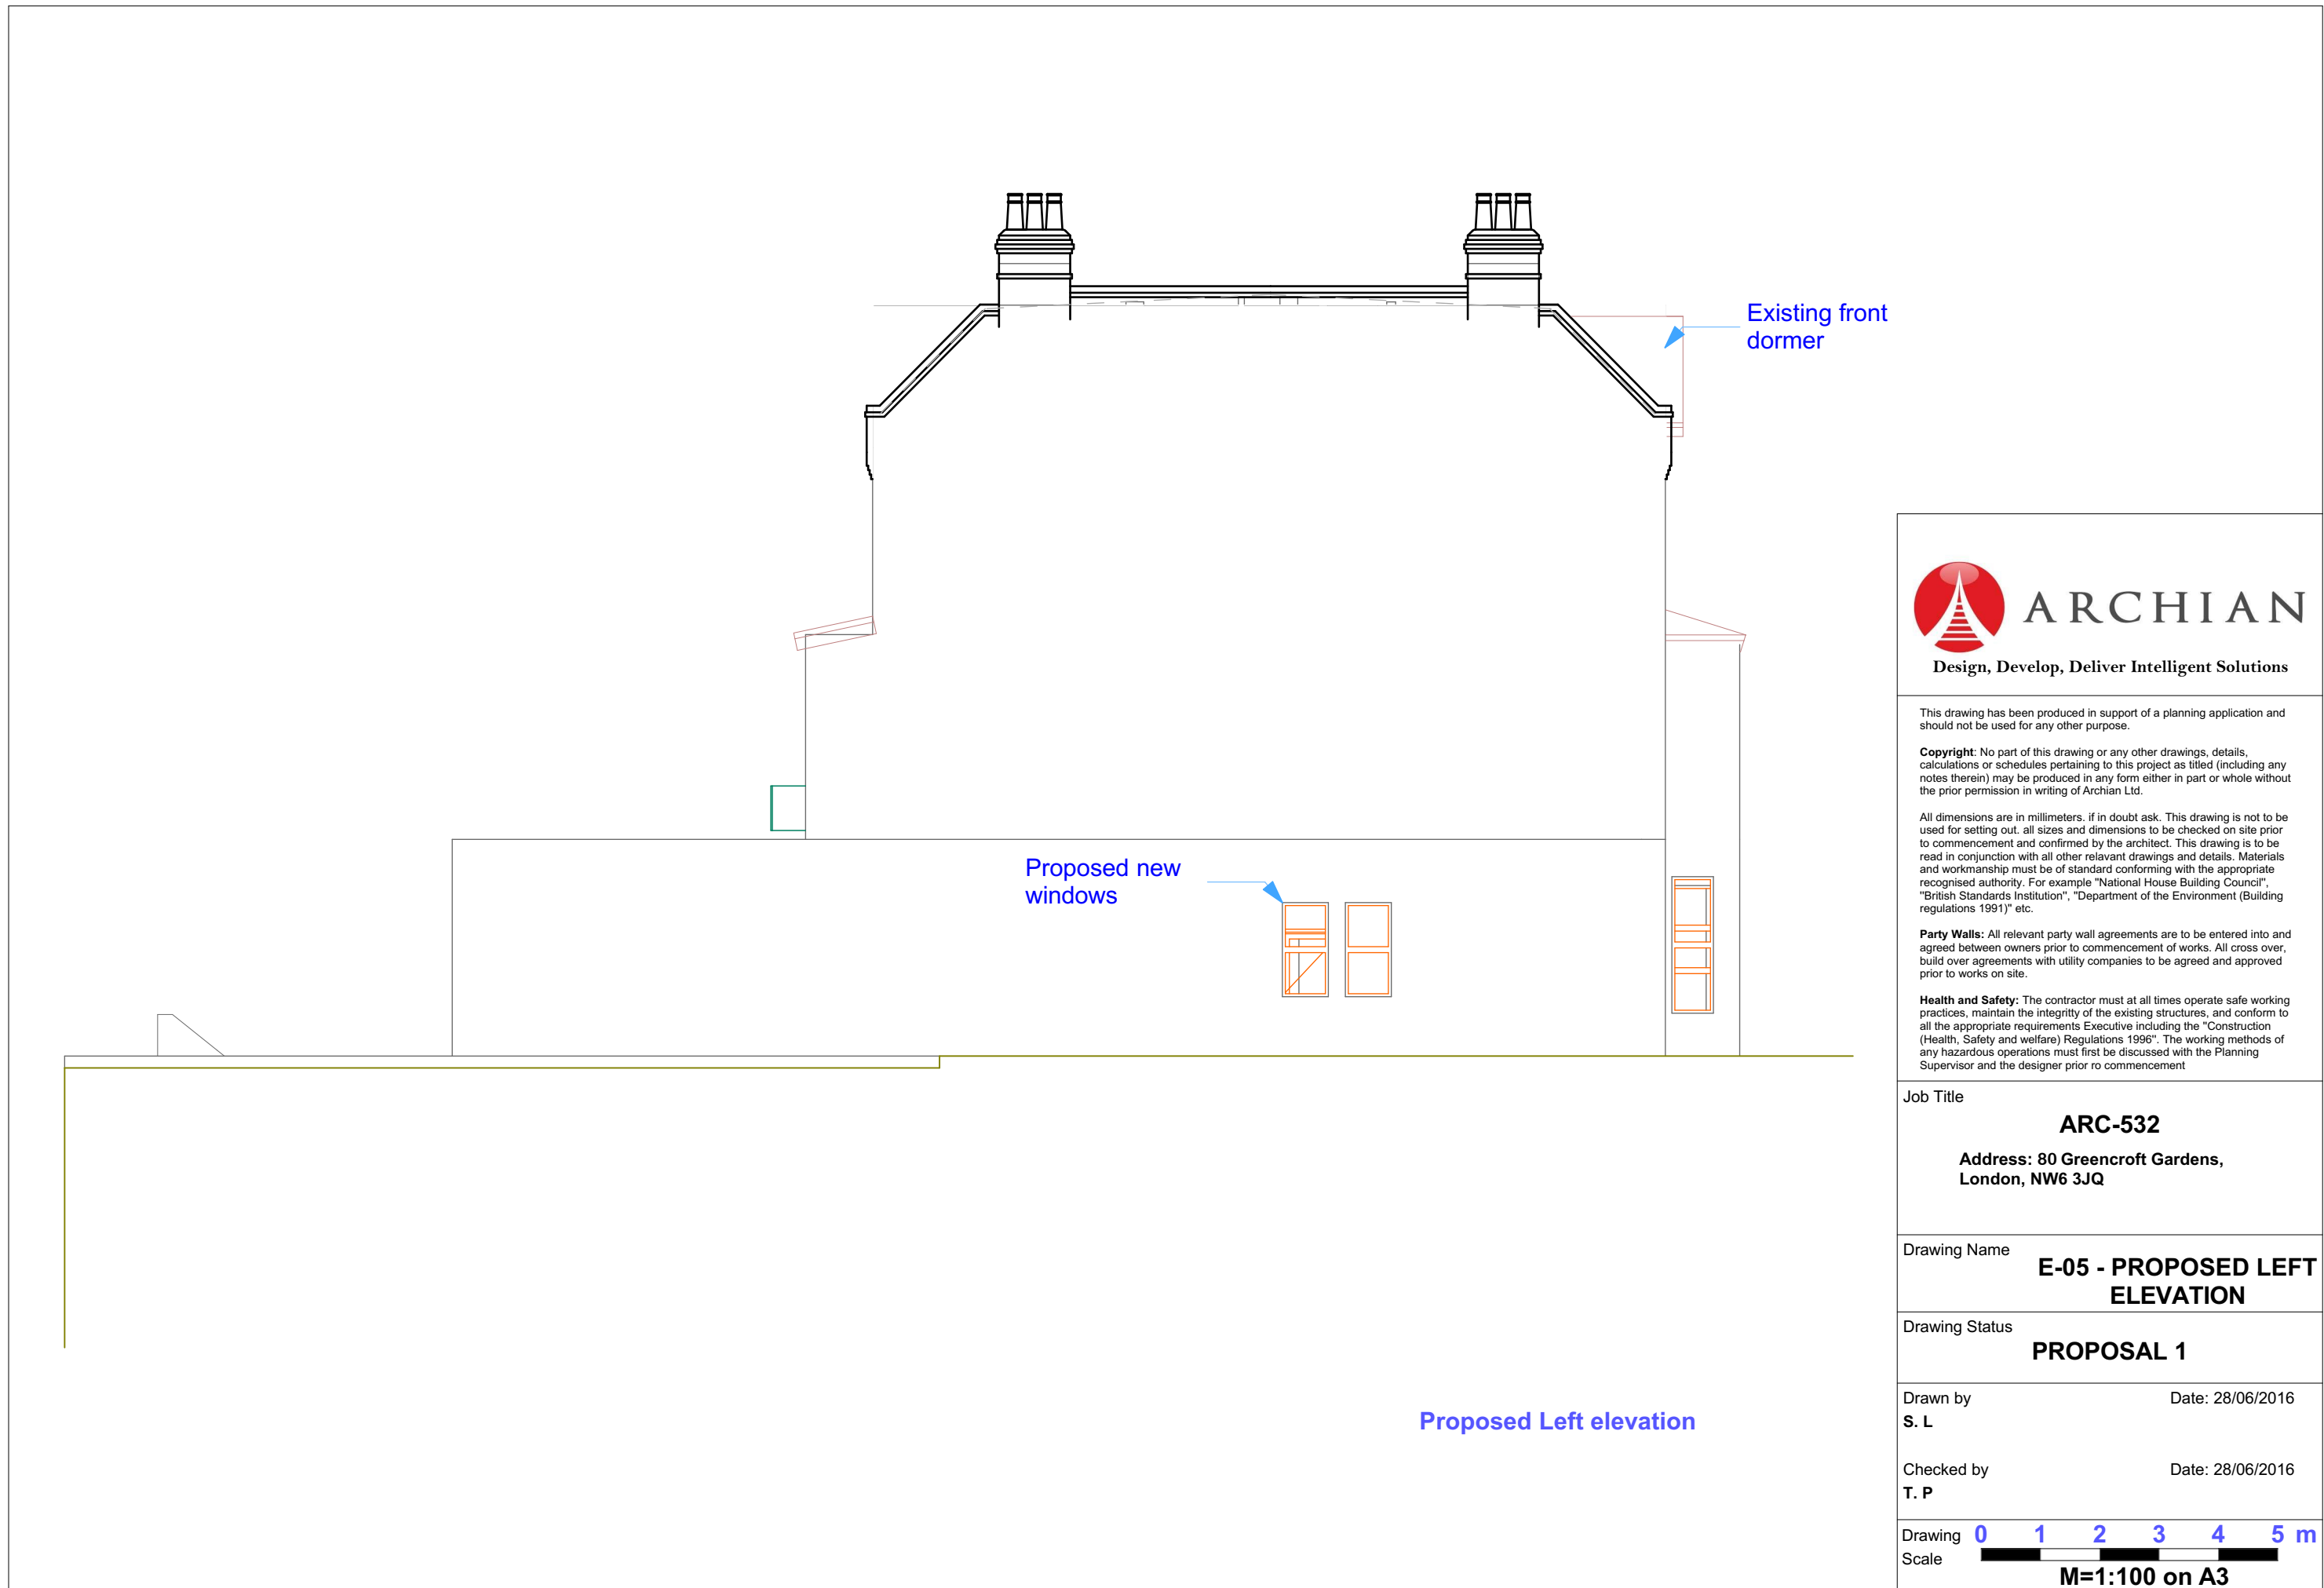 Existing front
dormer
Proposed new
windows
Proposed Left elevation
ARCHIAN
Design, Develop, Deliver Intelligent Solutions
This drawing has been produced in support of a planning application and
should not be used for any other purpose.
Copyright: No part of this drawing or any other drawings, details,
calculations or schedules pertaining to this project as titled (including any
notes therein) may be produced in any form either in part or whole without
the prior permission in writing of Archian Ltd.
All dimensions are in millimeters. if in doubt ask. This drawing is not to be
used for setting out. all sizes and dimensions to be checked on site prior
to commencement and confirmed by the architect. This drawing is to be
read in conjunction with all other relavant drawings and details. Materials
and workmanship must be of standard conforming with the appropriate
recognised authority. For example "National House Building Council",
"British Standards Institution", "Department of the Environment (Building
regulations 1991)" etc.
Party Walls: All relevant party wall agreements are to be entered into and
agreed between owners prior to commencement of works. All cross over,
build over agreements with utility companies to be agreed and approved
prior to works on site.
Health and Safety: The contractor must at all times operate safe working
practices, maintain the integritty of the existing structures, and conform to
all the appropriate requirements Executive including the "Construction
(Health, Safety and welfare) Regulations 1996". The working methods of
any hazardous operations must first be discussed with the Planning
Supervisor and the designer prior ro commencement
Job Title
ARC-532
Address: 80 Greencroft Gardens,
London, NW6 3JQ
Drawing Name
E-05 - PROPOSED LEFT
ELEVATION
Drawing Status
PROPOSAL 1
Drawn by Date: 28/06/2016
S. L
Checked by Date: 28/06/2016
T. P
Drawing 0 1 2 3 4 5 m
Scale
M=1:100 on A3